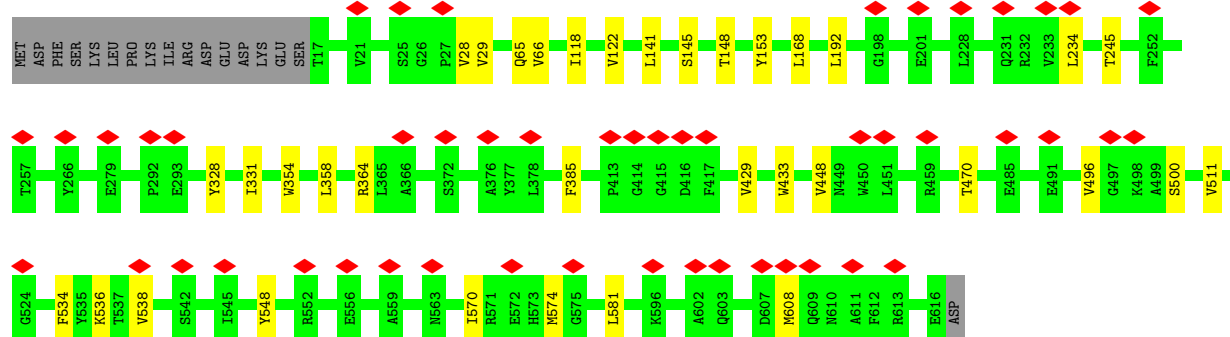 MET ASP PHE SER LYS LEU PRO LYS ILE ARG ASP GLU ASP LYS GLU SER T17 V21 S25 G26 P27 V28 V29 Q65 V66 I118 V122 L141 S145 T148 Y153 L168 L192 G198 E201 L228 Q231 R232 V233 L234 T245 F252
T257 Y266 E279 P292 E293 Y328 I331 W354 L358 R364 L365 A366 S372 A376 Y377 L378 F385 P413 G414 G415 D416 F417 V429 W433 V448 N449 W450 L451 R459 T470 E485 E491 V496 G497 K498 A499 S500 V511
G524 F534 Y535 K536 T537 V538 S542 I545 Y548 R552 E556 A559 N563 I570 R571 E572 H573 M574 G575 L581 K596 A602 Q603 D607 M608 Q609 N610 A611 F612 R613 E616 ASP